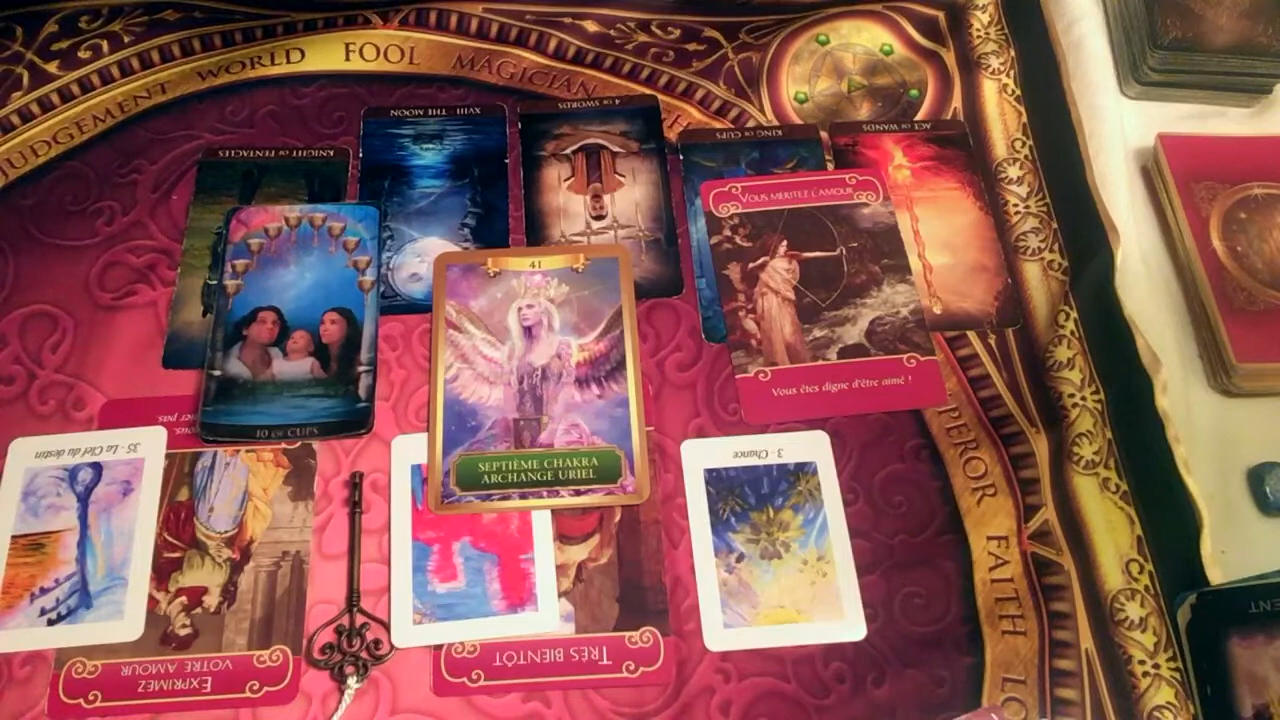 JUDGEMENT WORLD FOOL MAGICIAN
XVIII · THE MOON
4 OF SWORDS
KNIGHT OF PENTACLES
KING OF CUPS
ACE OF WANDS
VOUS MÉRITEZ L'AMOUR
Vous êtes digne d'être aimé !
41
SEPTIÈME CHAKRA
ARCHANGE URIEL
10 OF CUPS
35 - La Clef du destin
3 - Chance
EXPRIMEZ
VOTRE AMOUR
TRÈS BIENTÔT
PEROR FAITH LO